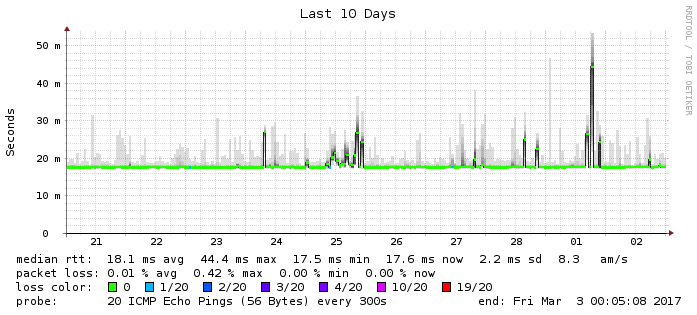 Last 10 Days
RRDTOOL / TOBI OETIKER
Seconds
50 m
40 m
30 m
20 m
10 m
0
21 22 23 24 25 26 27 28 01 02
median rtt: 18.1 ms avg 44.4 ms max 17.5 ms min 17.6 ms now 2.2 ms sd 8.3 am/s
packet loss: 0.01 % avg 0.42 % max 0.00 % min 0.00 % now
loss color: 0 1/20 2/20 3/20 4/20 10/20 19/20
probe: 20 ICMP Echo Pings (56 Bytes) every 300s end: Fri Mar 3 00:05:08 2017